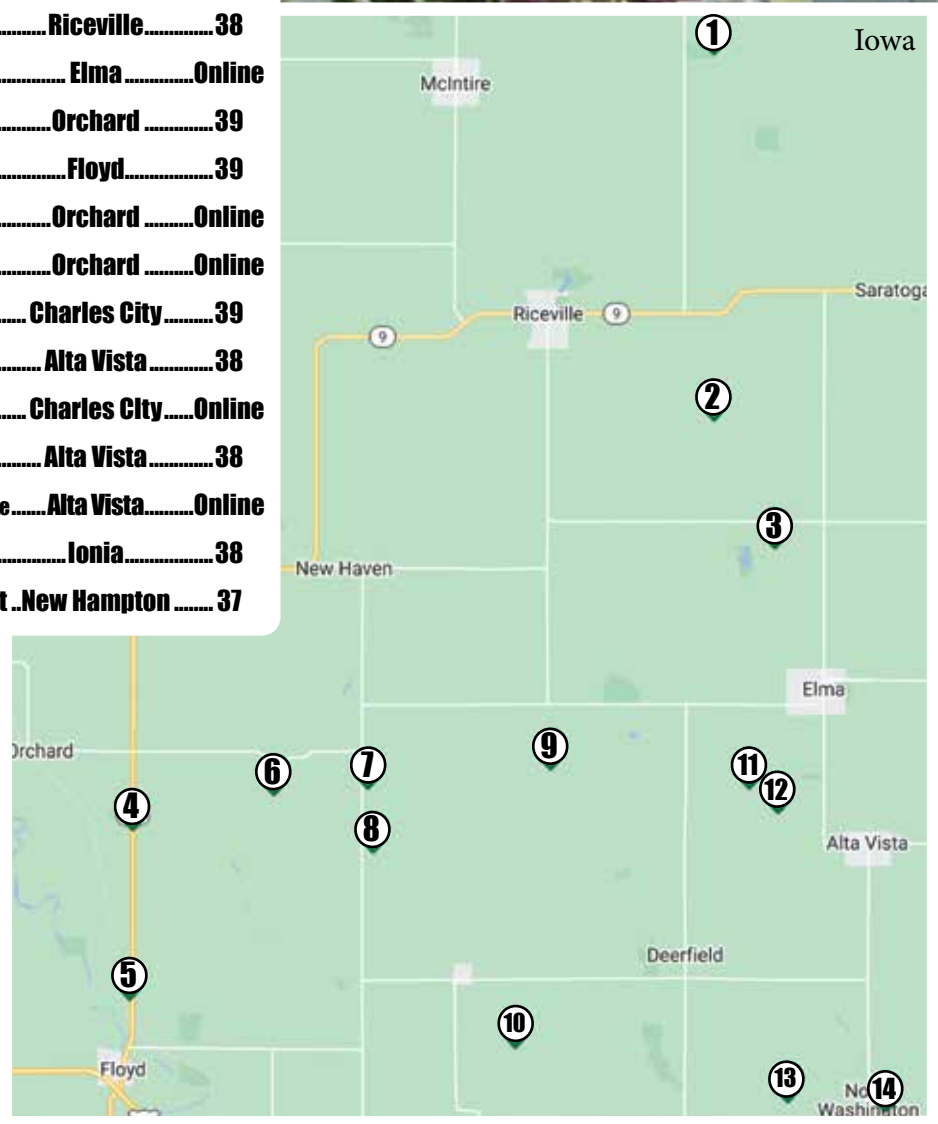 ..........Riceville..............38
.............. Elma ..............Online
...........Orchard ..............39
..............Floyd..................39
...........Orchard ..........Online
...........Orchard ..........Online
...... Charles City..........39
......... Alta Vista.............38
...... Charles CIty......Online
......... Alta Vista.............38
e.......Alta Vista..........Online
..............Ionia..................38
t ..New Hampton ........ 37
Iowa
1
McIntire
Saratoga
Riceville
9
9
2
3
New Haven
Elma
Orchard
9
6
7
11
12
4
8
Alta Vista
Deerfield
5
10
Floyd
13
14
Washington